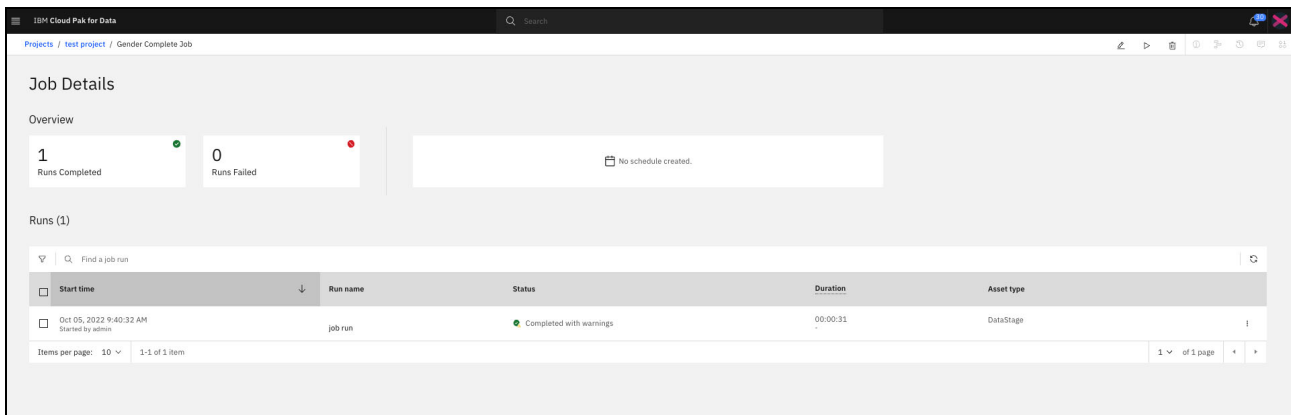 IBM Cloud Pak for Data
Search
30
Projects / test project / Gender Complete Job
Job Details
Overview
1
Runs Completed
0
Runs Failed
No schedule created.
Runs (1)
Find a job run
Start time Run name Status Duration Asset type
Oct 05, 2022 9:40:32 AM job run Completed with warnings 00:00:31 DataStage
Started by admin -
Items per page: 10 1-1 of 1 item 1 of 1 page